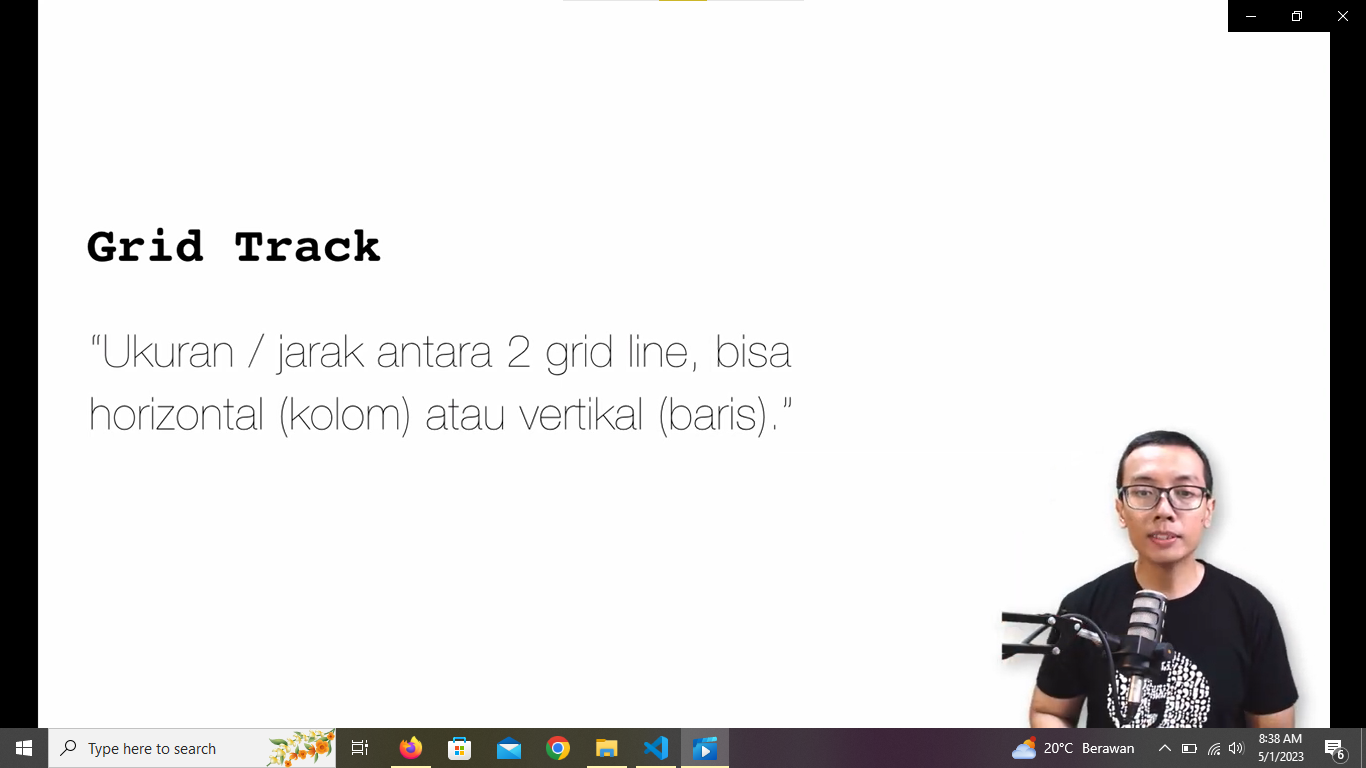 Grid Track
“Ukuran / jarak antara 2 grid line, bisa
horizontal (kolom) atau vertikal (baris).”
Type here to search
20°C Berawan
8:38 AM
5/1/2023
6